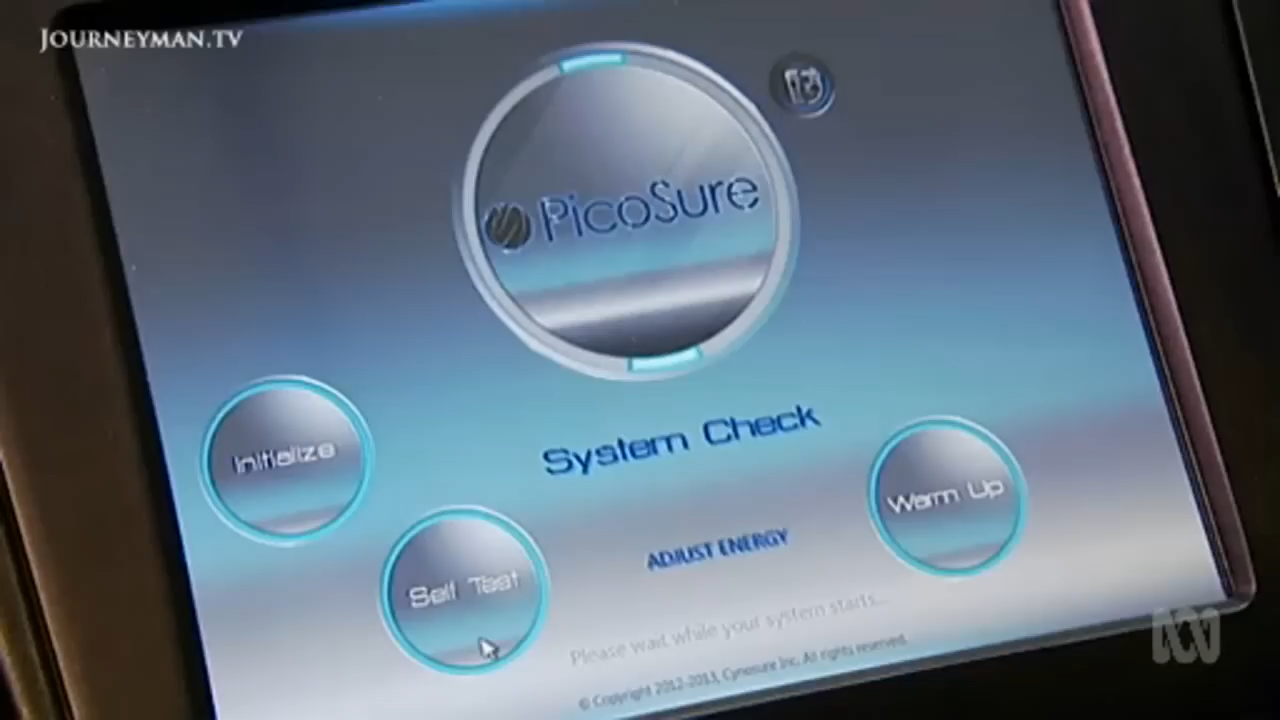 JOURNEYMAN.TV
PicoSure
System Check
Initialize
Warm Up
ADJUST ENERGY
Self Test
Please wait while your system starts...
© Copyright 2012-2013, Cynosure Inc. All rights reserved.